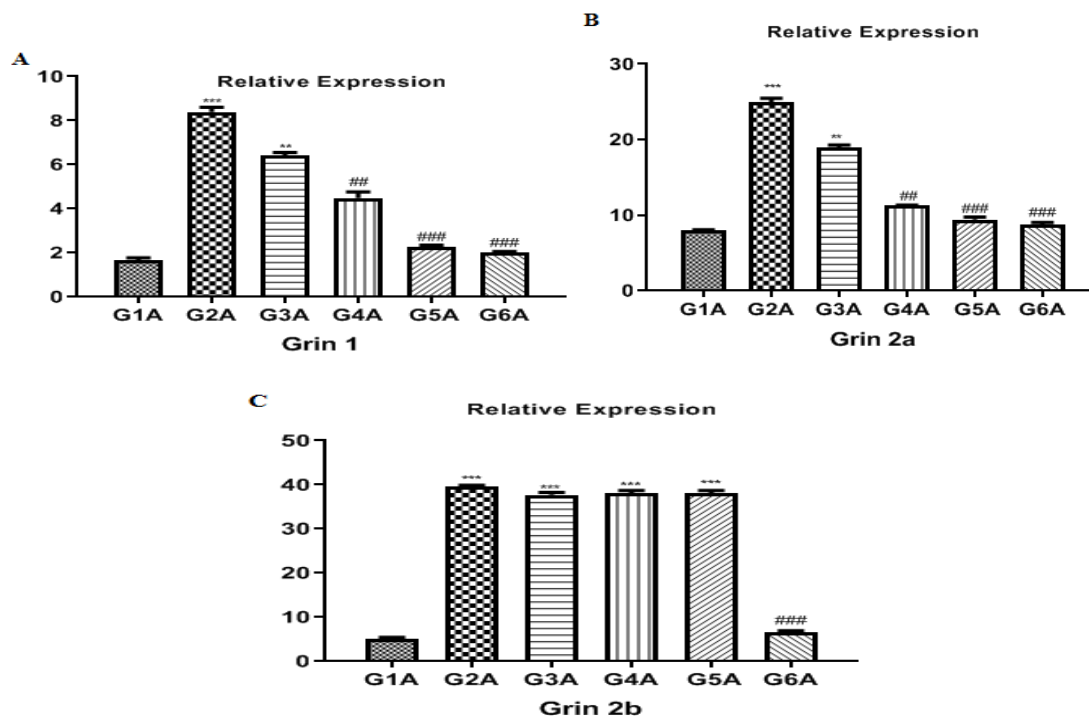 A
Relative Expression
10
8
6
4
2
0
***
**
##
###
###
G1A G2A G3A G4A G5A G6A
Grin 1
B
Relative Expression
30
20
10
0
***
**
##
###
###
G1A G2A G3A G4A G5A G6A
Grin 2a
C
Relative Expression
50
40
30
20
10
0
***
***
***
***
###
G1A G2A G3A G4A G5A G6A
Grin 2b